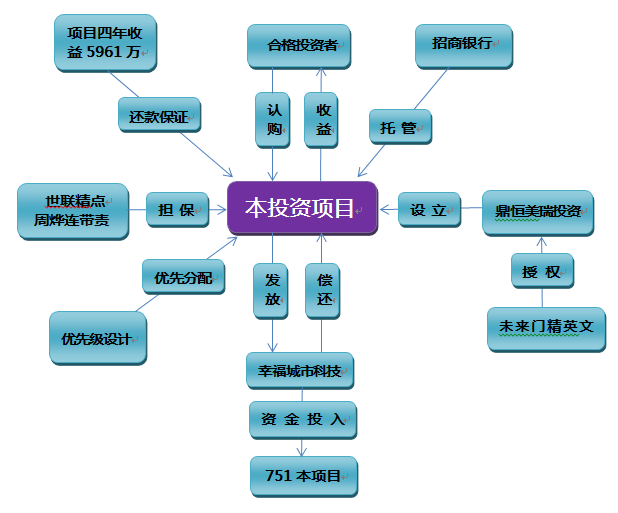 项目四年收
益 5961 万
合格投资者
招商银行
还款保证
认
购
收
益
托 管
世联精点
周烨连带责
担 保
本投资项目
设 立
鼎恒美瑞投资
优先分配
发
放
偿
还
授 权
优先级设计
未来门精英文
幸福城市科技
资 金 投 入
751 本项目